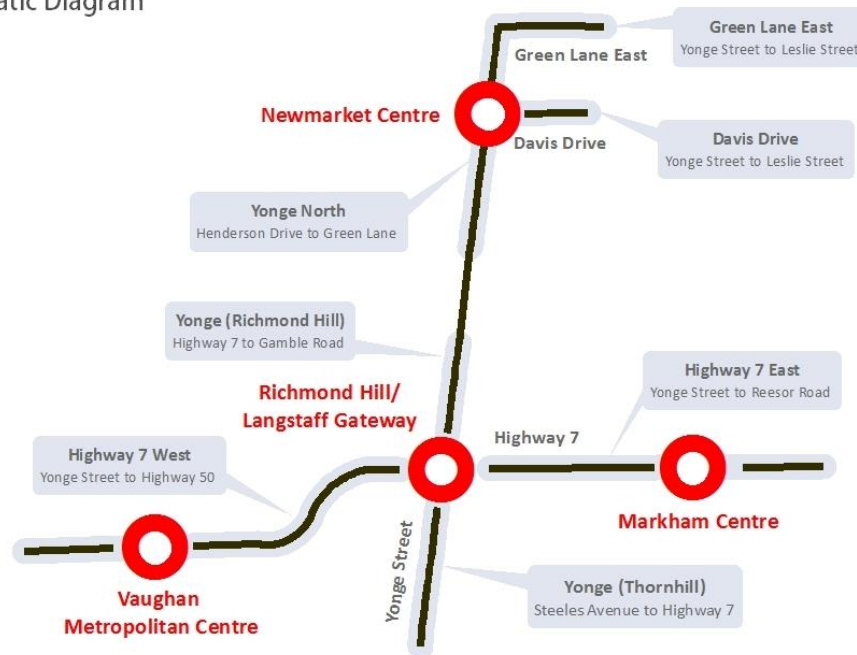 Diagram
Green Lane East
Yonge Street to Leslie Street
Green Lane East
Newmarket Centre
Davis Drive
Davis Drive
Yonge Street to Leslie Street
Yonge North
Henderson Drive to Green Lane
Yonge (Richmond Hill)
Highway 7 to Gamble Road
Richmond Hill/
Langstaff Gateway
Highway 7 East
Yonge Street to Reesor Road
Highway 7
Highway 7 West
Yonge Street to Highway 50
Markham Centre
Yonge Street
Vaughan
Metropolitan Centre
Yonge (Thornhill)
Steeles Avenue to Highway 7